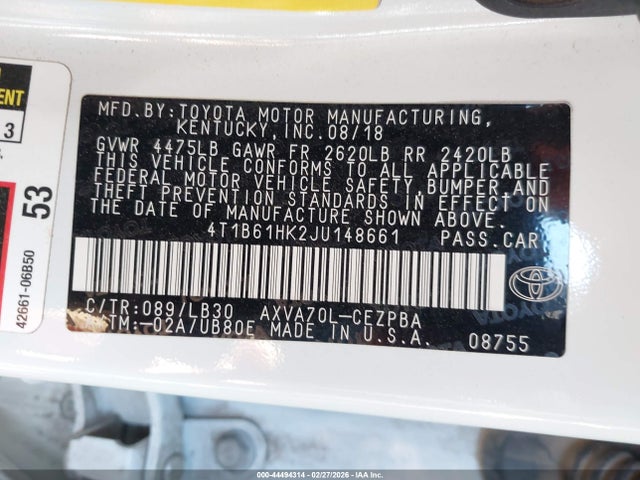 MENT
3
53
42661-06B50
MFD.BY:TOYOTA MOTOR MANUFACTURING,
KENTUCKY,INC.08/18
GVWR 4475LB GAWR FR 2620LB RR 2420LB
THIS VEHICLE CONFORMS TO ALL APPLICABLE
FEDERAL MOTOR VEHICLE SAFETY,BUMPER,AND
THEFT PREVENTION STANDARDS IN EFFECT ON
THE DATE OF MANUFACTURE SHOWN ABOVE.
4T1B61HK2JU148661 PASS.CAR
C/TR:089/LB30 AXVA70L-CEZPBA
TM:-02A/UB80E MADE IN U.S.A. 08755
000-44494314 | 02/27/2026 | IAA Inc.